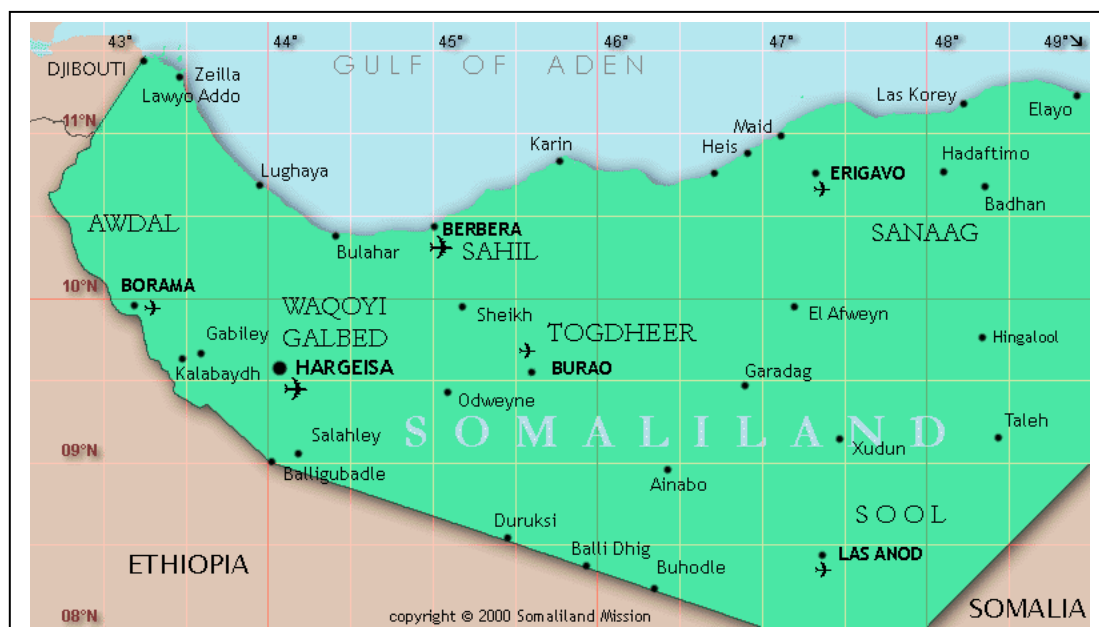 43°
44°
45°
46°
47°
48°
49°
GULF OF ADEN
DJIBOUTI
Zeilla
Lawyo Addo
Las Korey
Elayo
11°N
Maid
Karin
Heis
Hadaftimo
Lughaya
ERIGAVO
Badhan
AWDAL
BERBERA
SANAAG
Bulahar
SAHIL
10°N
BORAMA
WAQOYI
GALBED
Sheikh
El Afweyn
Gabiley
TOGDHEER
Hingalool
Kalabaydh
HARGEISA
BURAO
Garadag
Odweyne
SOMALILAND
Taleh
Salahley
Xudun
09°N
Balligubadle
Ainabo
Duruksi
SOOL
Balli Dhig
LAS ANOD
ETHIOPIA
Buhodle
SOMALIA
08°N
copyright © 2000 Somaliland Mission